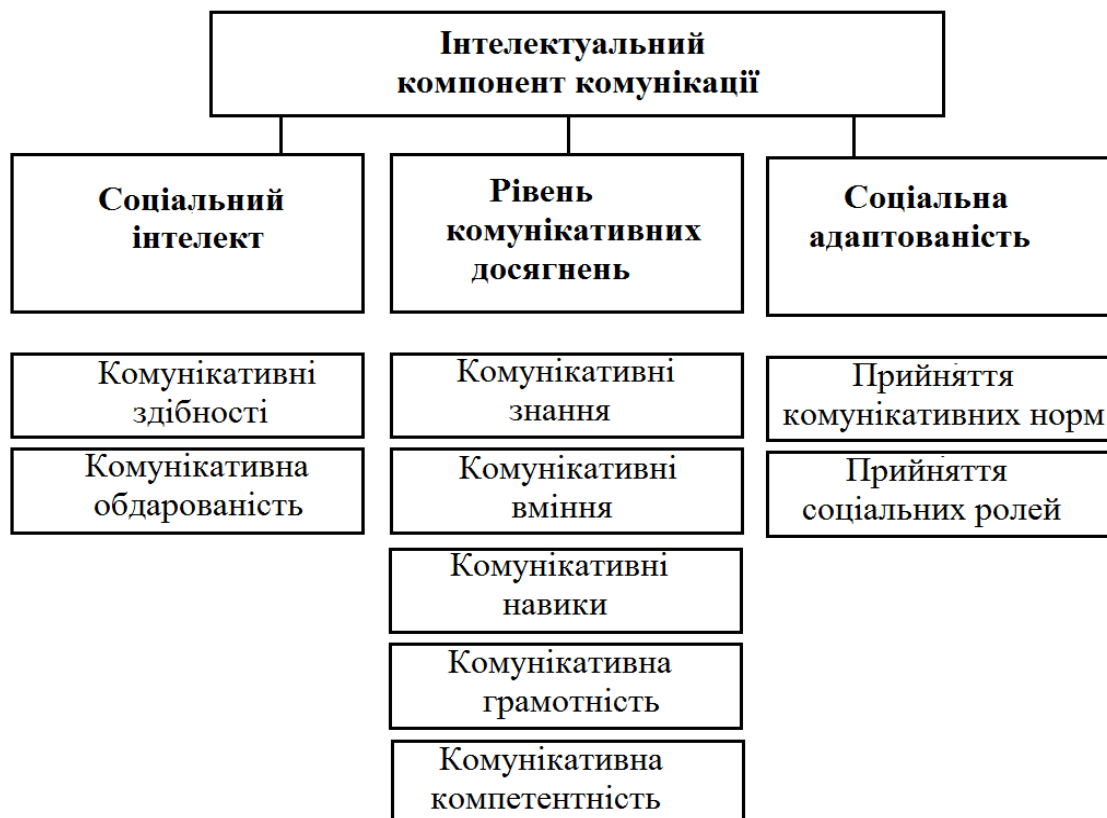 Інтелектуальний
компонент комунікації
Соціальний
інтелект
Рівень
комунікативних
досягнень
Соціальна
адаптованість
Комунікативні
здібності
Комунікативна
обдарованість
Комунікативні
знання
Комунікативні
вміння
Комунікативні
навики
Комунікативна
грамотність
Комунікативна
компетентність
Прийняття
комунікативних норм
Прийняття
соціальних ролей